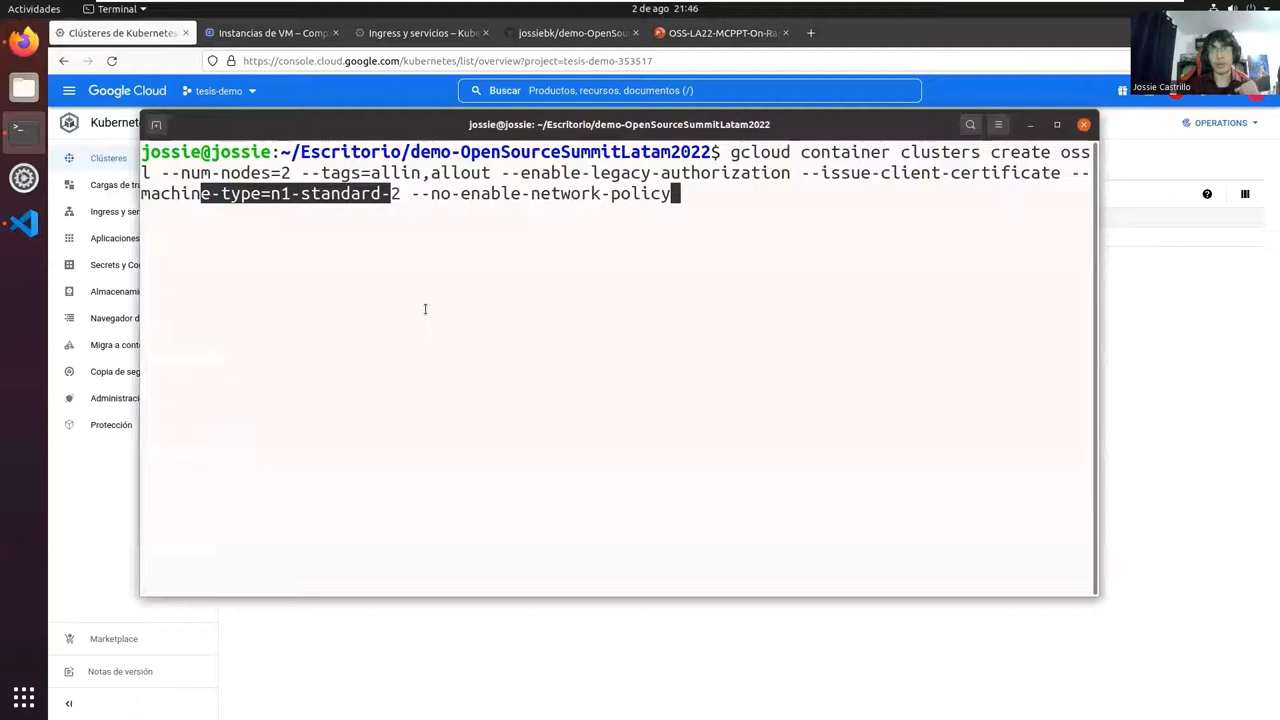 Actividades
Terminal
2 de ago 21:46
Clústeres de Kubernetes
Instancias de VM – Comp
Ingress y servicios – Kube
jossiebk/demo-OpenSou
OSS-LA22-MCPPT-On-Ra
https://console.cloud.google.com/kubernetes/list/overview?project=tesis-demo-353517
Jossie Castrillo
Google Cloud
tesis-demo
Buscar Productos, recursos, documentos (/)
Kubernet
OPERATIONS
jossie@jossie: ~/Escritorio/demo-OpenSourceSummitLatam2022
jossie@jossie:~/Escritorio/demo-OpenSourceSummitLatam2022$ gcloud container clusters create oss
l --num-nodes=2 --tags=allin,allout --enable-legacy-authorization --issue-client-certificate --
machine-type=n1-standard-2 --no-enable-network-policy
Clústeres
Cargas de tra
Ingress y ser
Aplicaciones
Secrets y Co
Almacenami
Navegador d
Migra a cont
Copia de seg
Administraci
Protección
Marketplace
Notas de versión